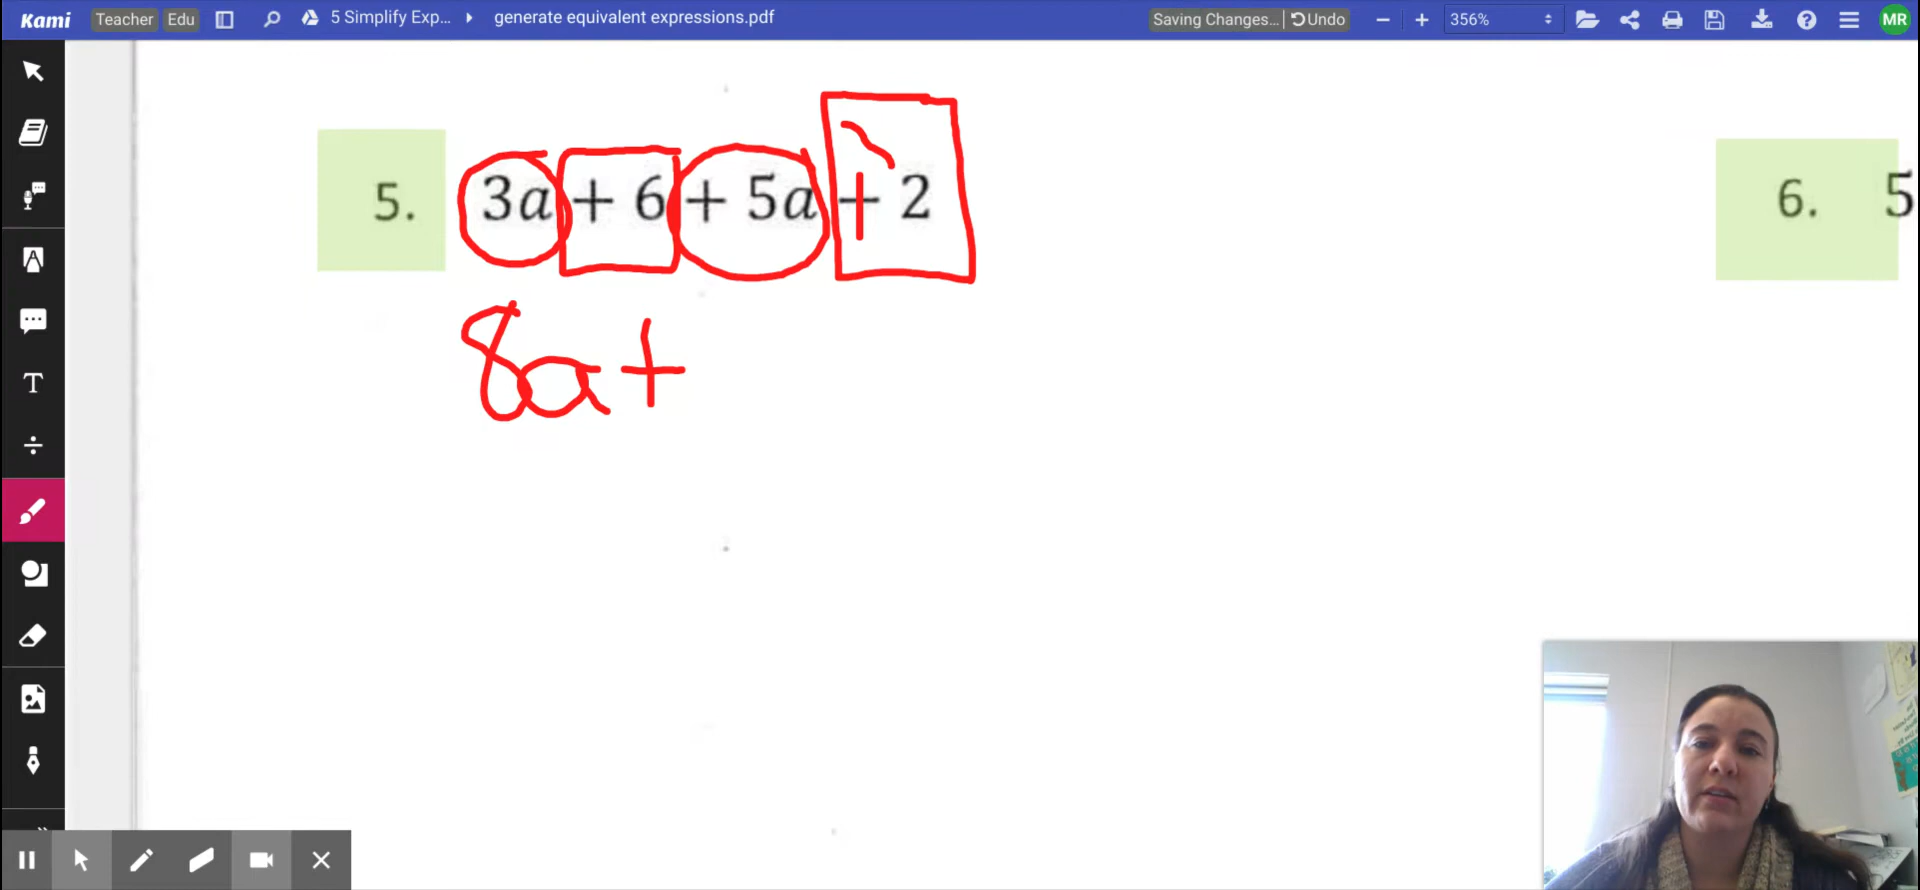 Kami Teacher Edu 5 Simplify Exp... generate equivalent expressions.pdf Saving Changes... Undo 356% MR
5. 3a + 6 + 5a + 2
6. 5
8a +
T